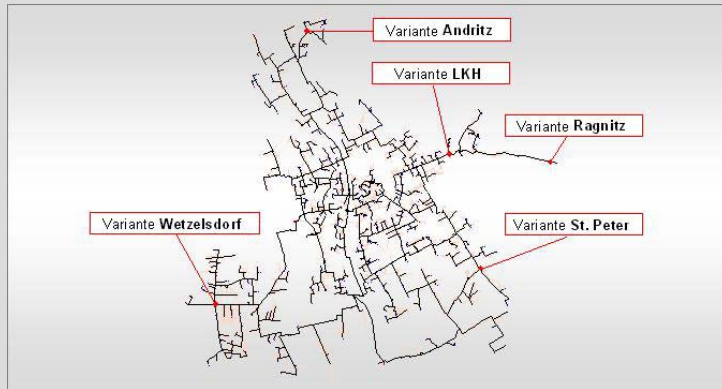 Variante Andritz
Variante LKH
Variante Ragnitz
Variante Wetzelsdorf
Variante St. Peter